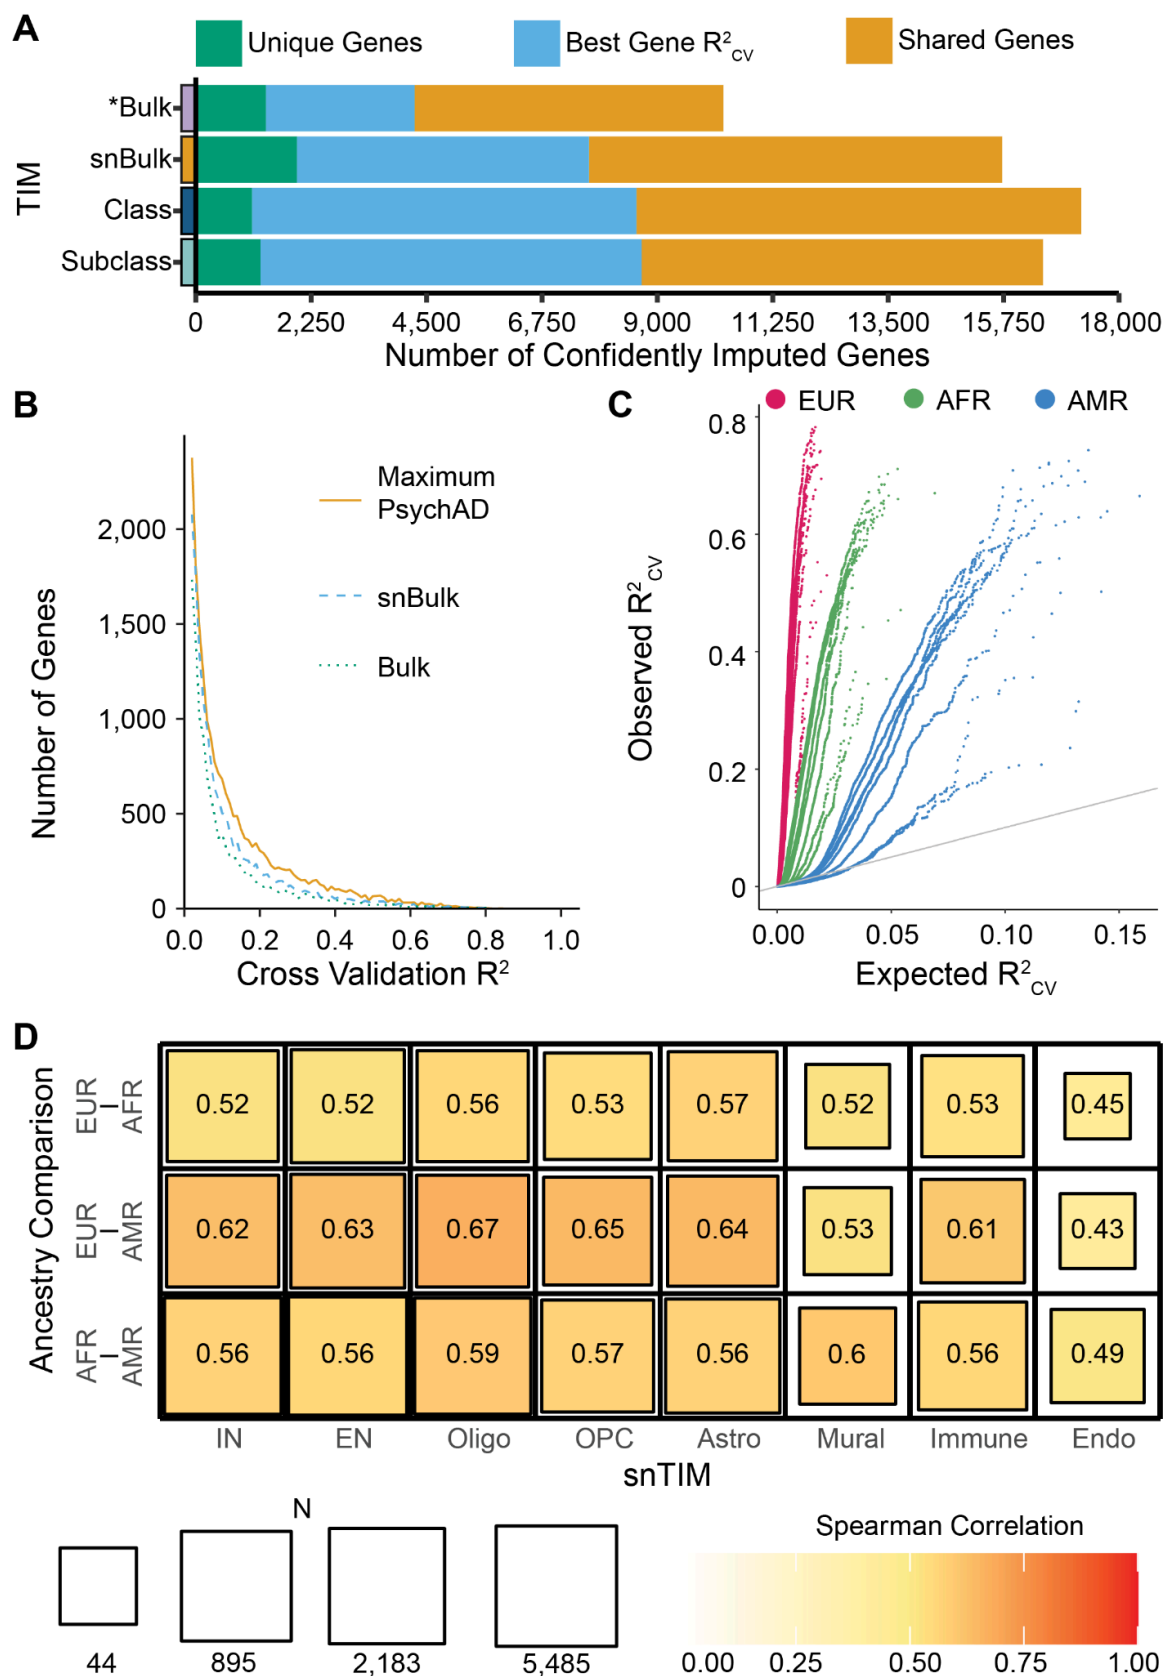 A
Unique Genes
Best Gene R²CV
Shared Genes
TIM
*Bulk
snBulk
Class
Subclass
0 2,250 4,500 6,750 9,000 11,250 13,500 15,750 18,000
Number of Confidently Imputed Genes
B
Number of Genes
2,000
1,500
1,000
500
0
Maximum
PsychAD
snBulk
Bulk
0.0 0.2 0.4 0.6 0.8 1.0
Cross Validation R²
C
EUR AFR AMR
Observed R²CV
0.8
0.6
0.4
0.2
0
0.00 0.05 0.10 0.15
Expected R²CV
D
Ancestry Comparison
EUR–AFR
0.52 0.52 0.56 0.53 0.57 0.52 0.53 0.45
EUR–AMR
0.62 0.63 0.67 0.65 0.64 0.53 0.61 0.43
AFR–AMR
0.56 0.56 0.59 0.57 0.56 0.6 0.56 0.49
IN EN Oligo OPC Astro Mural Immune Endo
snTIM
N
44 895 2,183 5,485
Spearman Correlation
0.00 0.25 0.50 0.75 1.00